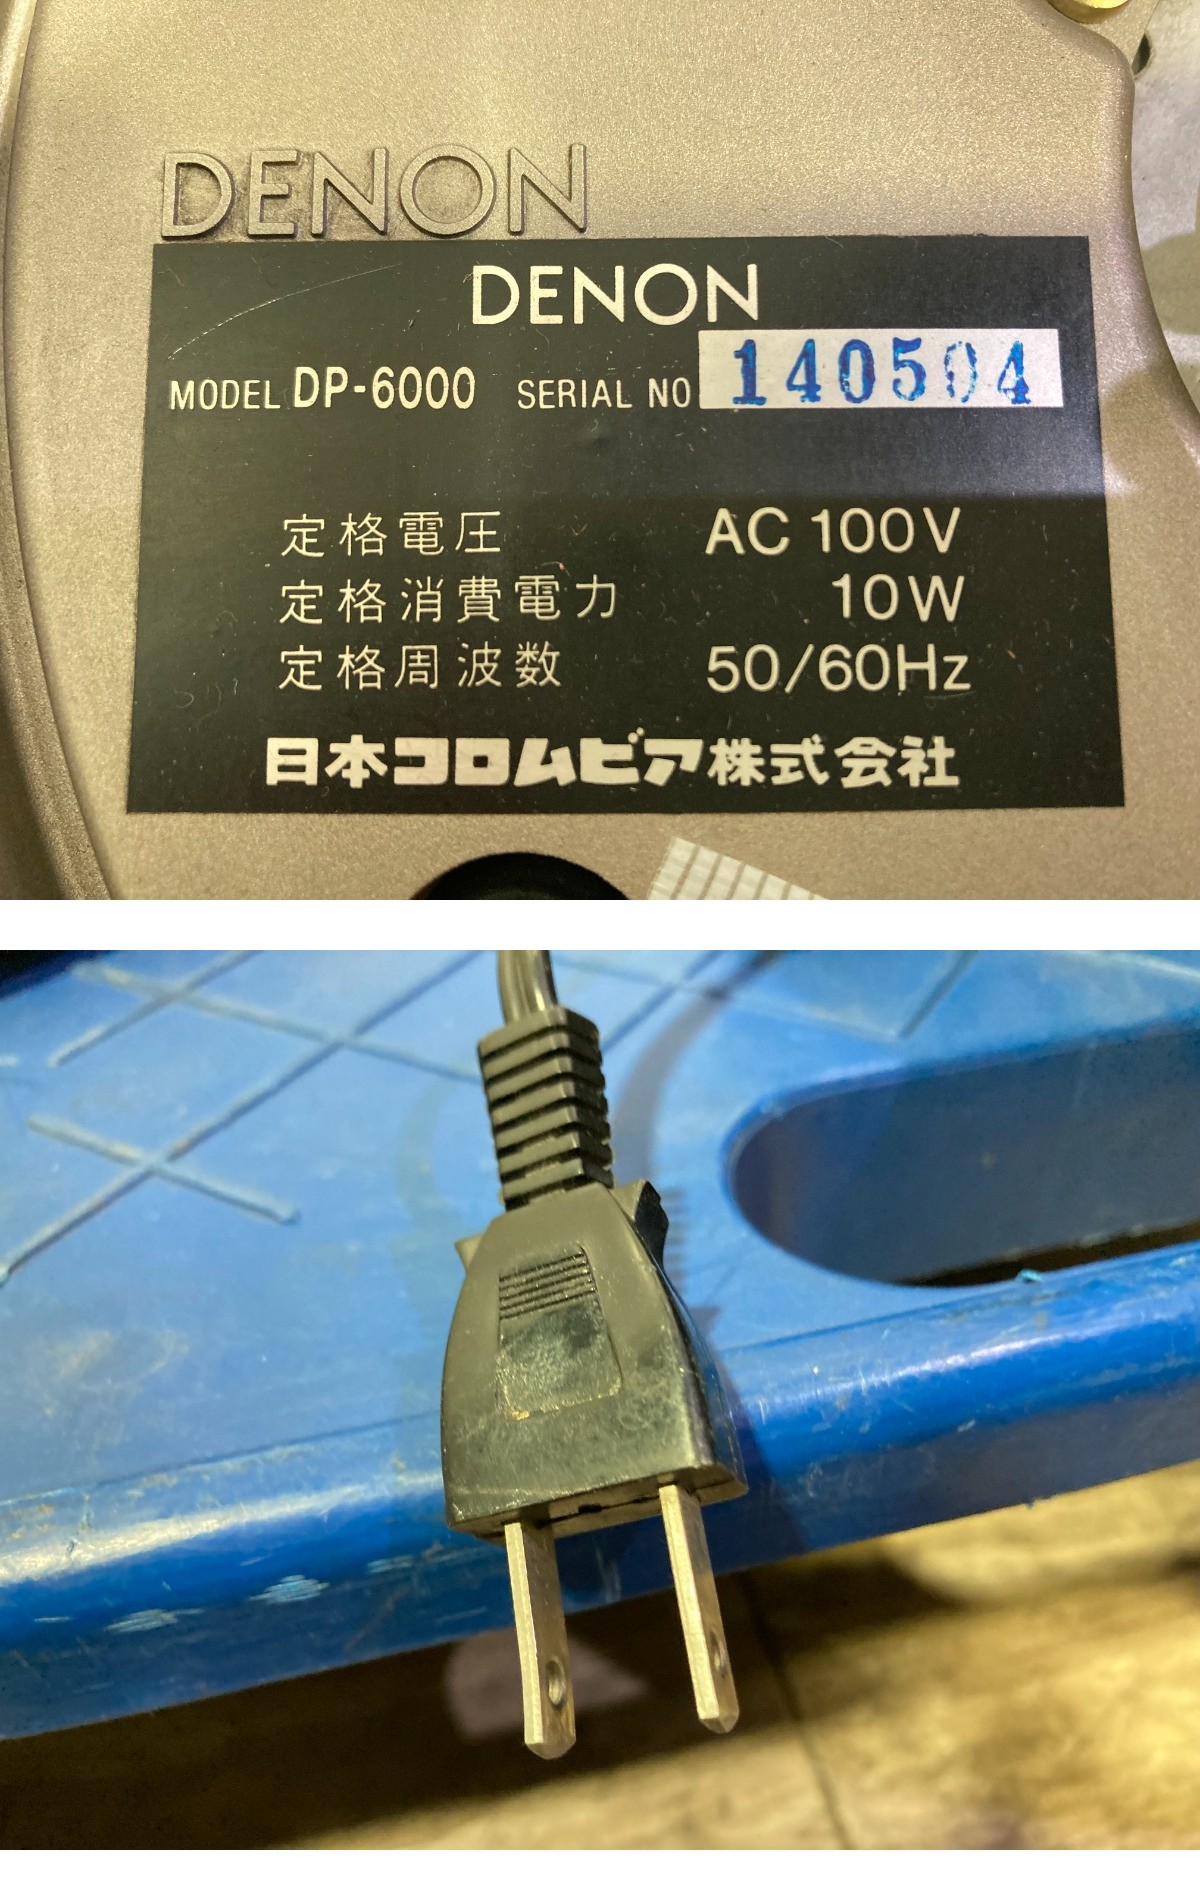 DENON
DENON
MODEL DP-6000 SERIAL NO 140504
定格電圧 AC 100V
定格消費電力 10W
定格周波数 50/60Hz
日本コロムビア株式会社